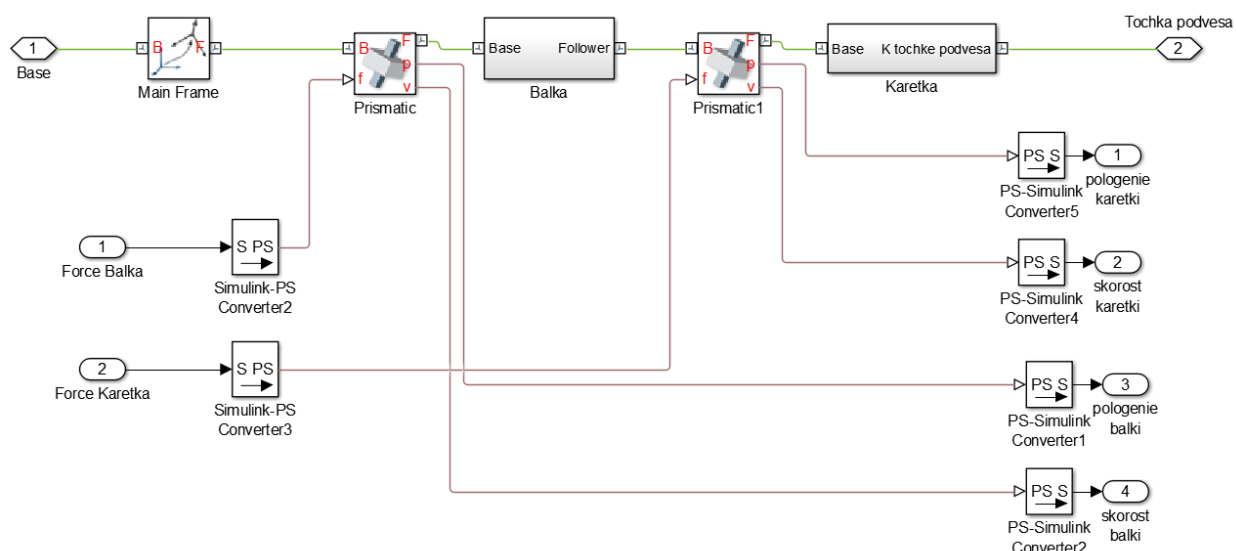 Tochka podvesa
1
Base
B F
Main Frame
B F
f p
v
Prismatic
Base Follower
Balka
B F
f p
v
Prismatic1
Base K tochke podvesa
Karetka
2
PS S
PS-Simulink
Converter5
1
pologenie
karetki
1
Force Balka
S PS
Simulink-PS
Converter2
PS S
PS-Simulink
Converter4
2
skorost
karetki
2
Force Karetka
S PS
Simulink-PS
Converter3
PS S
PS-Simulink
Converter1
3
pologenie
balki
PS S
PS-Simulink
Converter2
4
skorost
balki